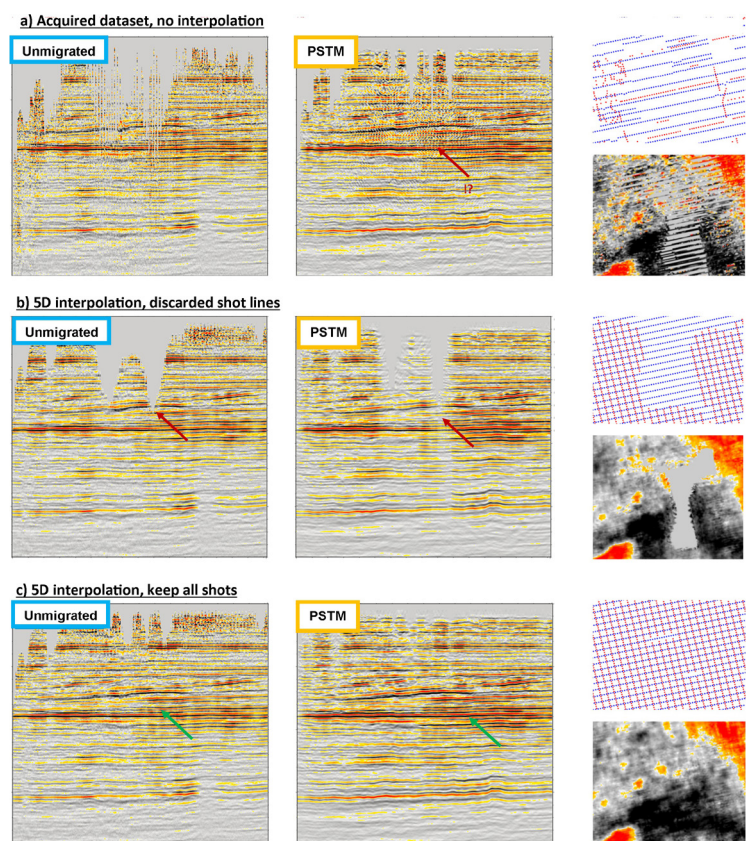 a) Acquired dataset, no interpolation
Unmigrated
PSTM
!?
b) 5D interpolation, discarded shot lines
Unmigrated
PSTM
c) 5D interpolation, keep all shots
Unmigrated
PSTM